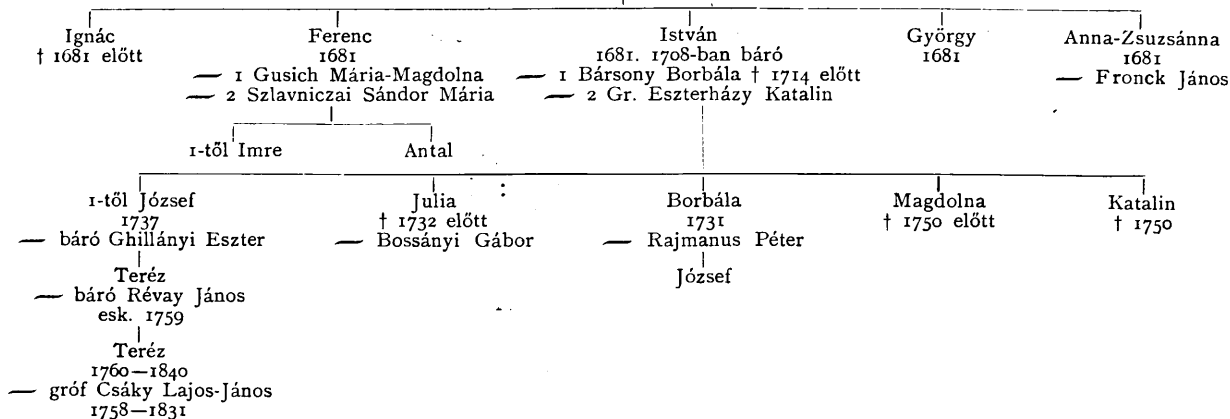 Ignác
† 1681 előtt
Ferenc
1681
— 1 Gusich Mária-Magdolna
— 2 Szlavniczai Sándor Mária
István
1681. 1708-ban báró
— 1 Bársony Borbála † 1714 előtt
— 2 Gr. Eszterházy Katalin
György
1681
Anna-Zsuzsánna
1681
— Fronck János
1-től Imre
Antal
1-től József
1737
— báró Ghillányi Eszter
Julia
† 1732 előtt
— Bossányi Gábor
Borbála
1731
— Rajmanus Péter
Magdolna
† 1750 előtt
Katalin
† 1750
József
Teréz
— báró Révay János
esk. 1759
Teréz
1760—1840
— gróf Csáky Lajos-János
1758—1831